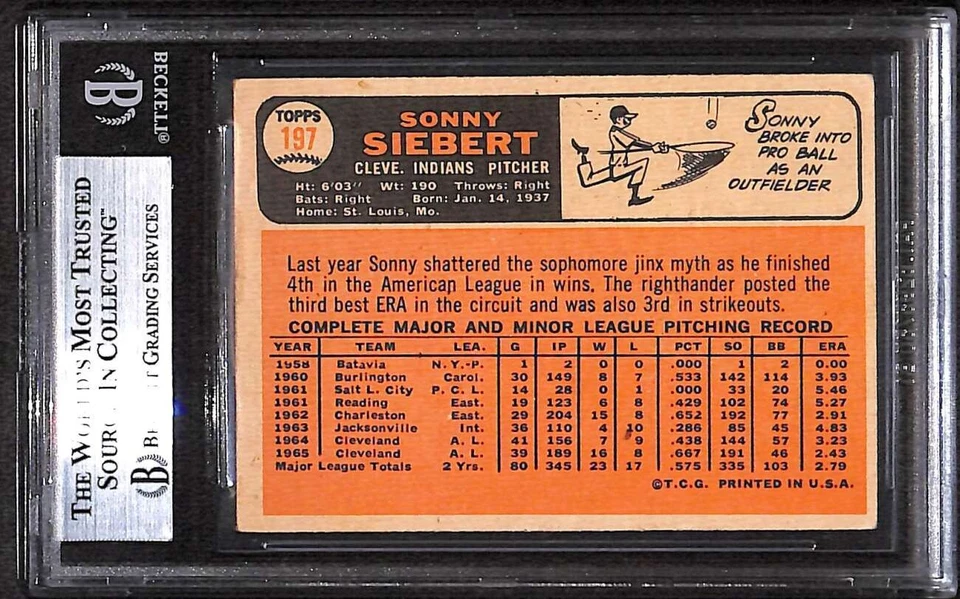 BECKETT®
B
THE WORLD'S MOST TRUSTED
SOURCE IN COLLECTING™
B
GRADING SERVICES
TOPPS
197
SONNY
SIEBERT
CLEVE. INDIANS PITCHER
Ht: 6'03" Wt: 190 Throws: Right
Bats: Right Born: Jan. 14, 1937
Home: St. Louis, Mo.
SONNY
BROKE INTO
PRO BALL
AS AN
OUTFIELDER
Last year Sonny shattered the sophomore jinx myth as he finished
4th in the American League in wins. The righthander posted the
third best ERA in the circuit and was also 3rd in strikeouts.
COMPLETE MAJOR AND MINOR LEAGUE PITCHING RECORD
YEAR TEAM LEA. G IP W L PCT SO BB ERA
1958 Batavia N.Y.-P. 1 2 0 0 .000 1 2 0.00
1960 Burlington Carol. 30 149 8 7 .533 142 114 3.93
1961 Salt L. City P.C.L. 14 28 0 1 .000 33 20 5.46
1961 Reading East. 19 123 6 8 .429 102 74 5.27
1962 Charleston East. 29 204 15 8 .652 192 77 2.91
1963 Jacksonville Int. 36 110 4 10 .286 85 45 4.83
1964 Cleveland A.L. 41 156 7 9 .438 144 57 3.23
1965 Cleveland A.L. 39 189 16 8 .667 191 46 2.43
Major League Totals 2 Yrs. 80 345 23 17 .575 335 103 2.79
©T.C.G. PRINTED IN U.S.A.